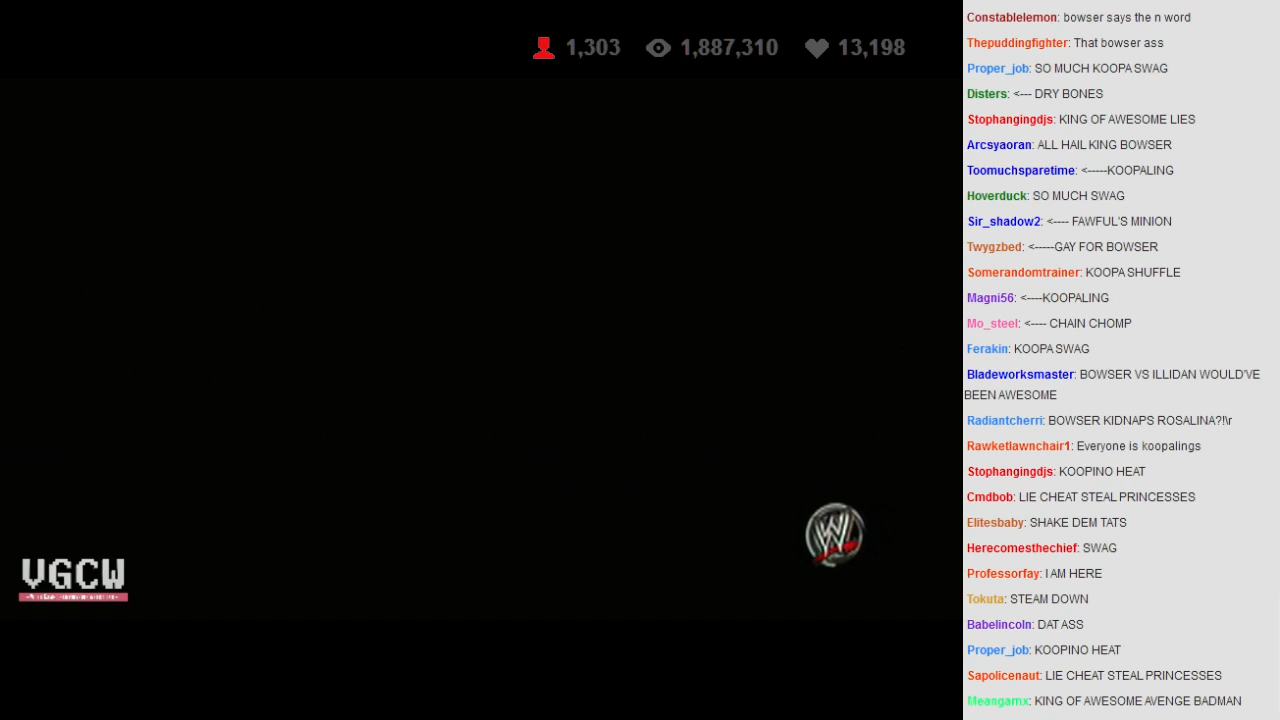 1,303 1,887,310 13,198
VGCW
Constablelemon: bowser says the n word
Thepuddingfighter: That bowser ass
Proper_job: SO MUCH KOOPA SWAG
Disters: <--- DRY BONES
Stophangingdjs: KING OF AWESOME LIES
Arcsyaoran: ALL HAIL KING BOWSER
Toomuchsparetime: <-----KOOPALING
Hoverduck: SO MUCH SWAG
Sir_shadow2: <---- FAWFUL'S MINION
Twygzbed: <-----GAY FOR BOWSER
Somerandomtrainer: KOOPA SHUFFLE
Magni56: <----KOOPALING
Mo_steel: <---- CHAIN CHOMP
Ferakin: KOOPA SWAG
Bladeworksmaster: BOWSER VS ILLIDAN WOULD'VE
BEEN AWESOME
Radiantcherri: BOWSER KIDNAPS ROSALINA?!\r
Rawketlawnchair1: Everyone is koopalings
Stophangingdjs: KOOPINO HEAT
Cmdbob: LIE CHEAT STEAL PRINCESSES
Elitesbaby: SHAKE DEM TATS
Herecomesthechief: SWAG
Professorfay: I AM HERE
Tokuta: STEAM DOWN
Babelincoln: DAT ASS
Proper_job: KOOPINO HEAT
Sapolicenaut: LIE CHEAT STEAL PRINCESSES
Meangamx: KING OF AWESOME AVENGE BADMAN